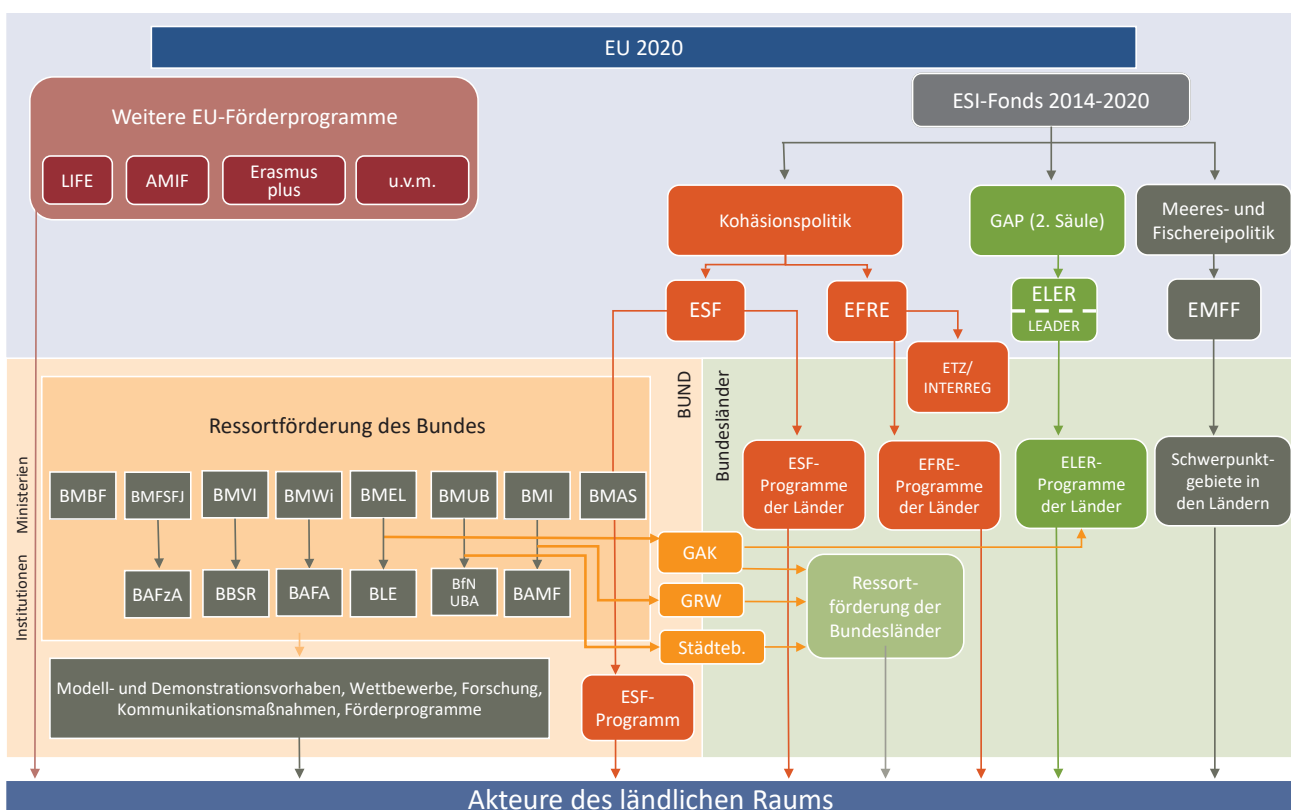 EU 2020
Weitere EU-Förderprogramme
LIFE
AMIF
Erasmus
plus
u.v.m.
ESI-Fonds 2014-2020
Kohäsionspolitik
GAP (2. Säule)
Meeres- und
Fischereipolitik
ESF
EFRE
ELER
LEADER
EMFF
ETZ/
INTERREG
BUND
Bundesländer
Ressortförderung des Bundes
Ministerien
Institutionen
BMBF
BMFSFJ
BMVI
BMWi
BMEL
BMUB
BMI
BMAS
BAFzA
BBSR
BAFA
BLE
BfN
UBA
BAMF
ESF-
Programme
der Länder
EFRE-
Programme
der Länder
ELER-
Programme
der Länder
Schwerpunkt-
gebiete in
den Ländern
GAK
GRW
Städteb.
Ressort-
förderung der
Bundesländer
Modell- und Demonstrationsvorhaben, Wettbewerbe, Forschung,
Kommunikationsmaßnahmen, Förderprogramme
ESF-
Programm
Akteure des ländlichen Raums